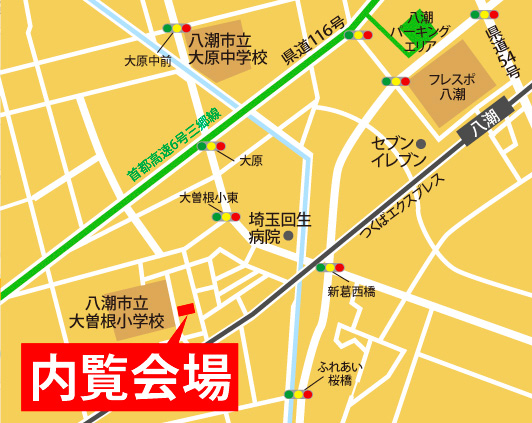 八潮
パーキング
エリア
県道116号
県道54号
八潮市立
大原中学校
大原中前
フレスポ
八潮
八潮
首都高速6号三郷線
セブン
イレブン
大原
つくばエクスプレス
大曽根小東
埼玉回生
病院
新葛西橋
八潮市立
大曽根小学校
内覧会場
ふれあい
桜橋